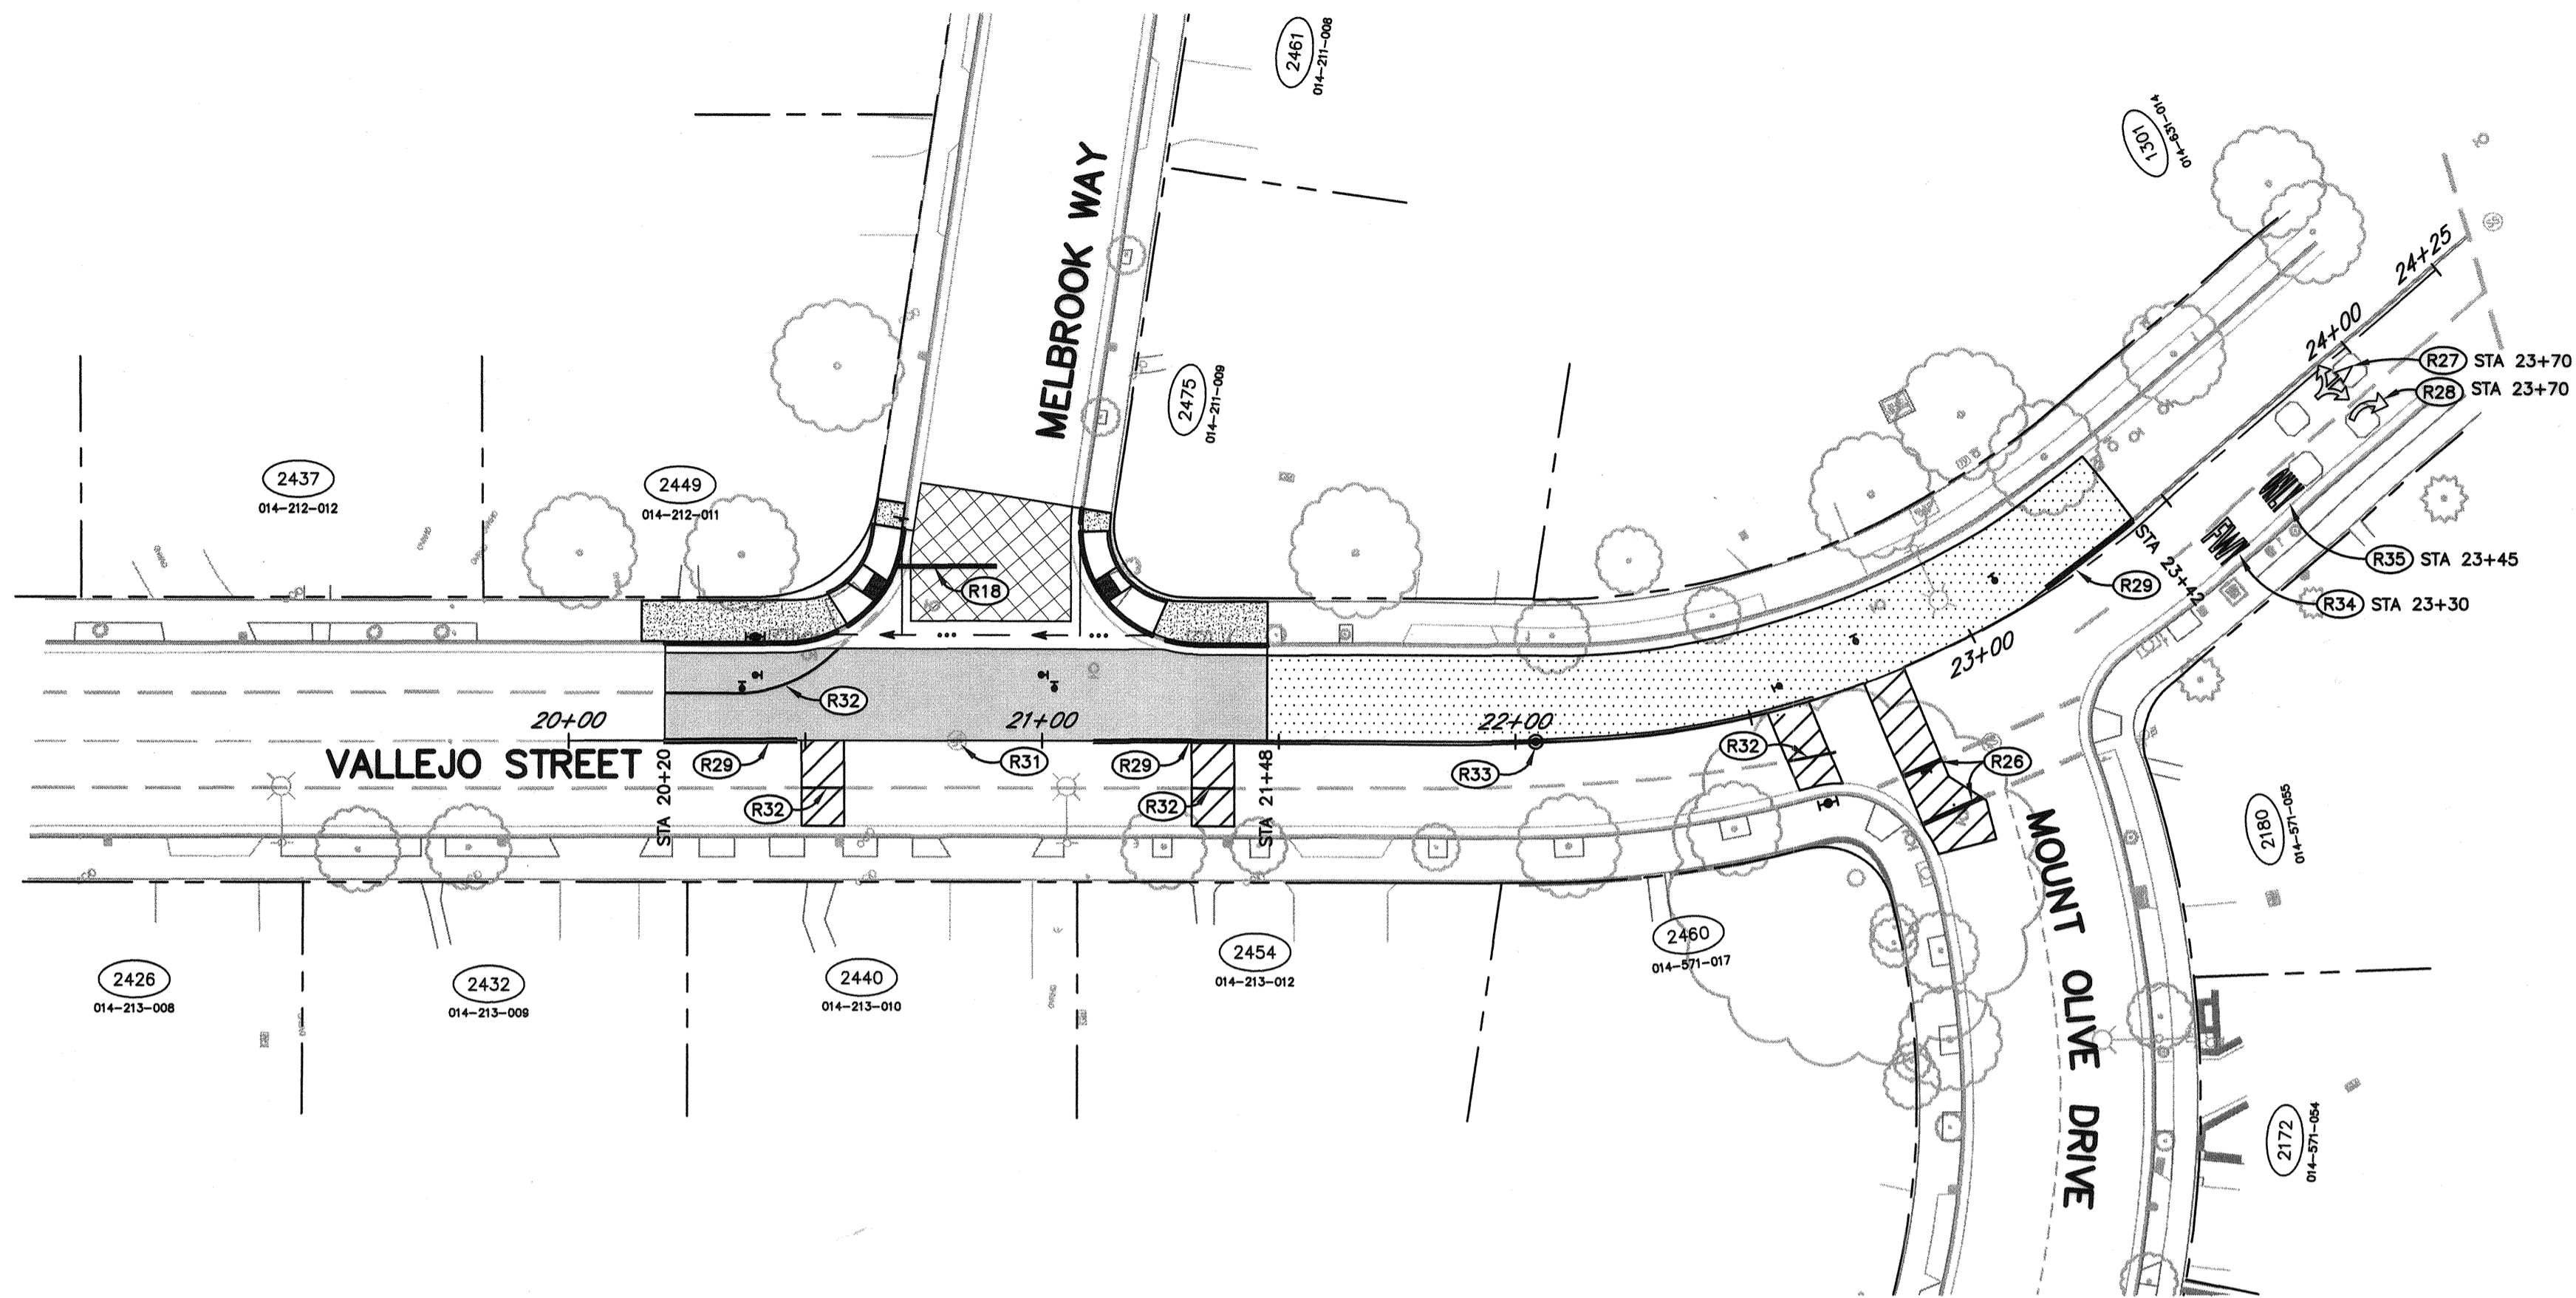 2461
014-211-008
1301
014-631-014
MELBROOK WAY
24+25
24+00
R27 STA 23+70
R28 STA 23+70
2475
014-211-009
2437
014-212-012
2449
014-212-011
ONLY
FWY
R35 STA 23+45
R34 STA 23+30
STA 23+42
R29
R18
23+00
R32
20+00
21+00
22+00
VALLEJO STREET
STA 20+20
R29
R31
R29
STA 21+48
R33
R32
R26
R32
R32
MOUNT OLIVE DRIVE
2180
014-571-055
2426
014-213-008
2432
014-213-009
2440
014-213-010
2454
014-213-012
2460
014-571-017
2172
014-571-054